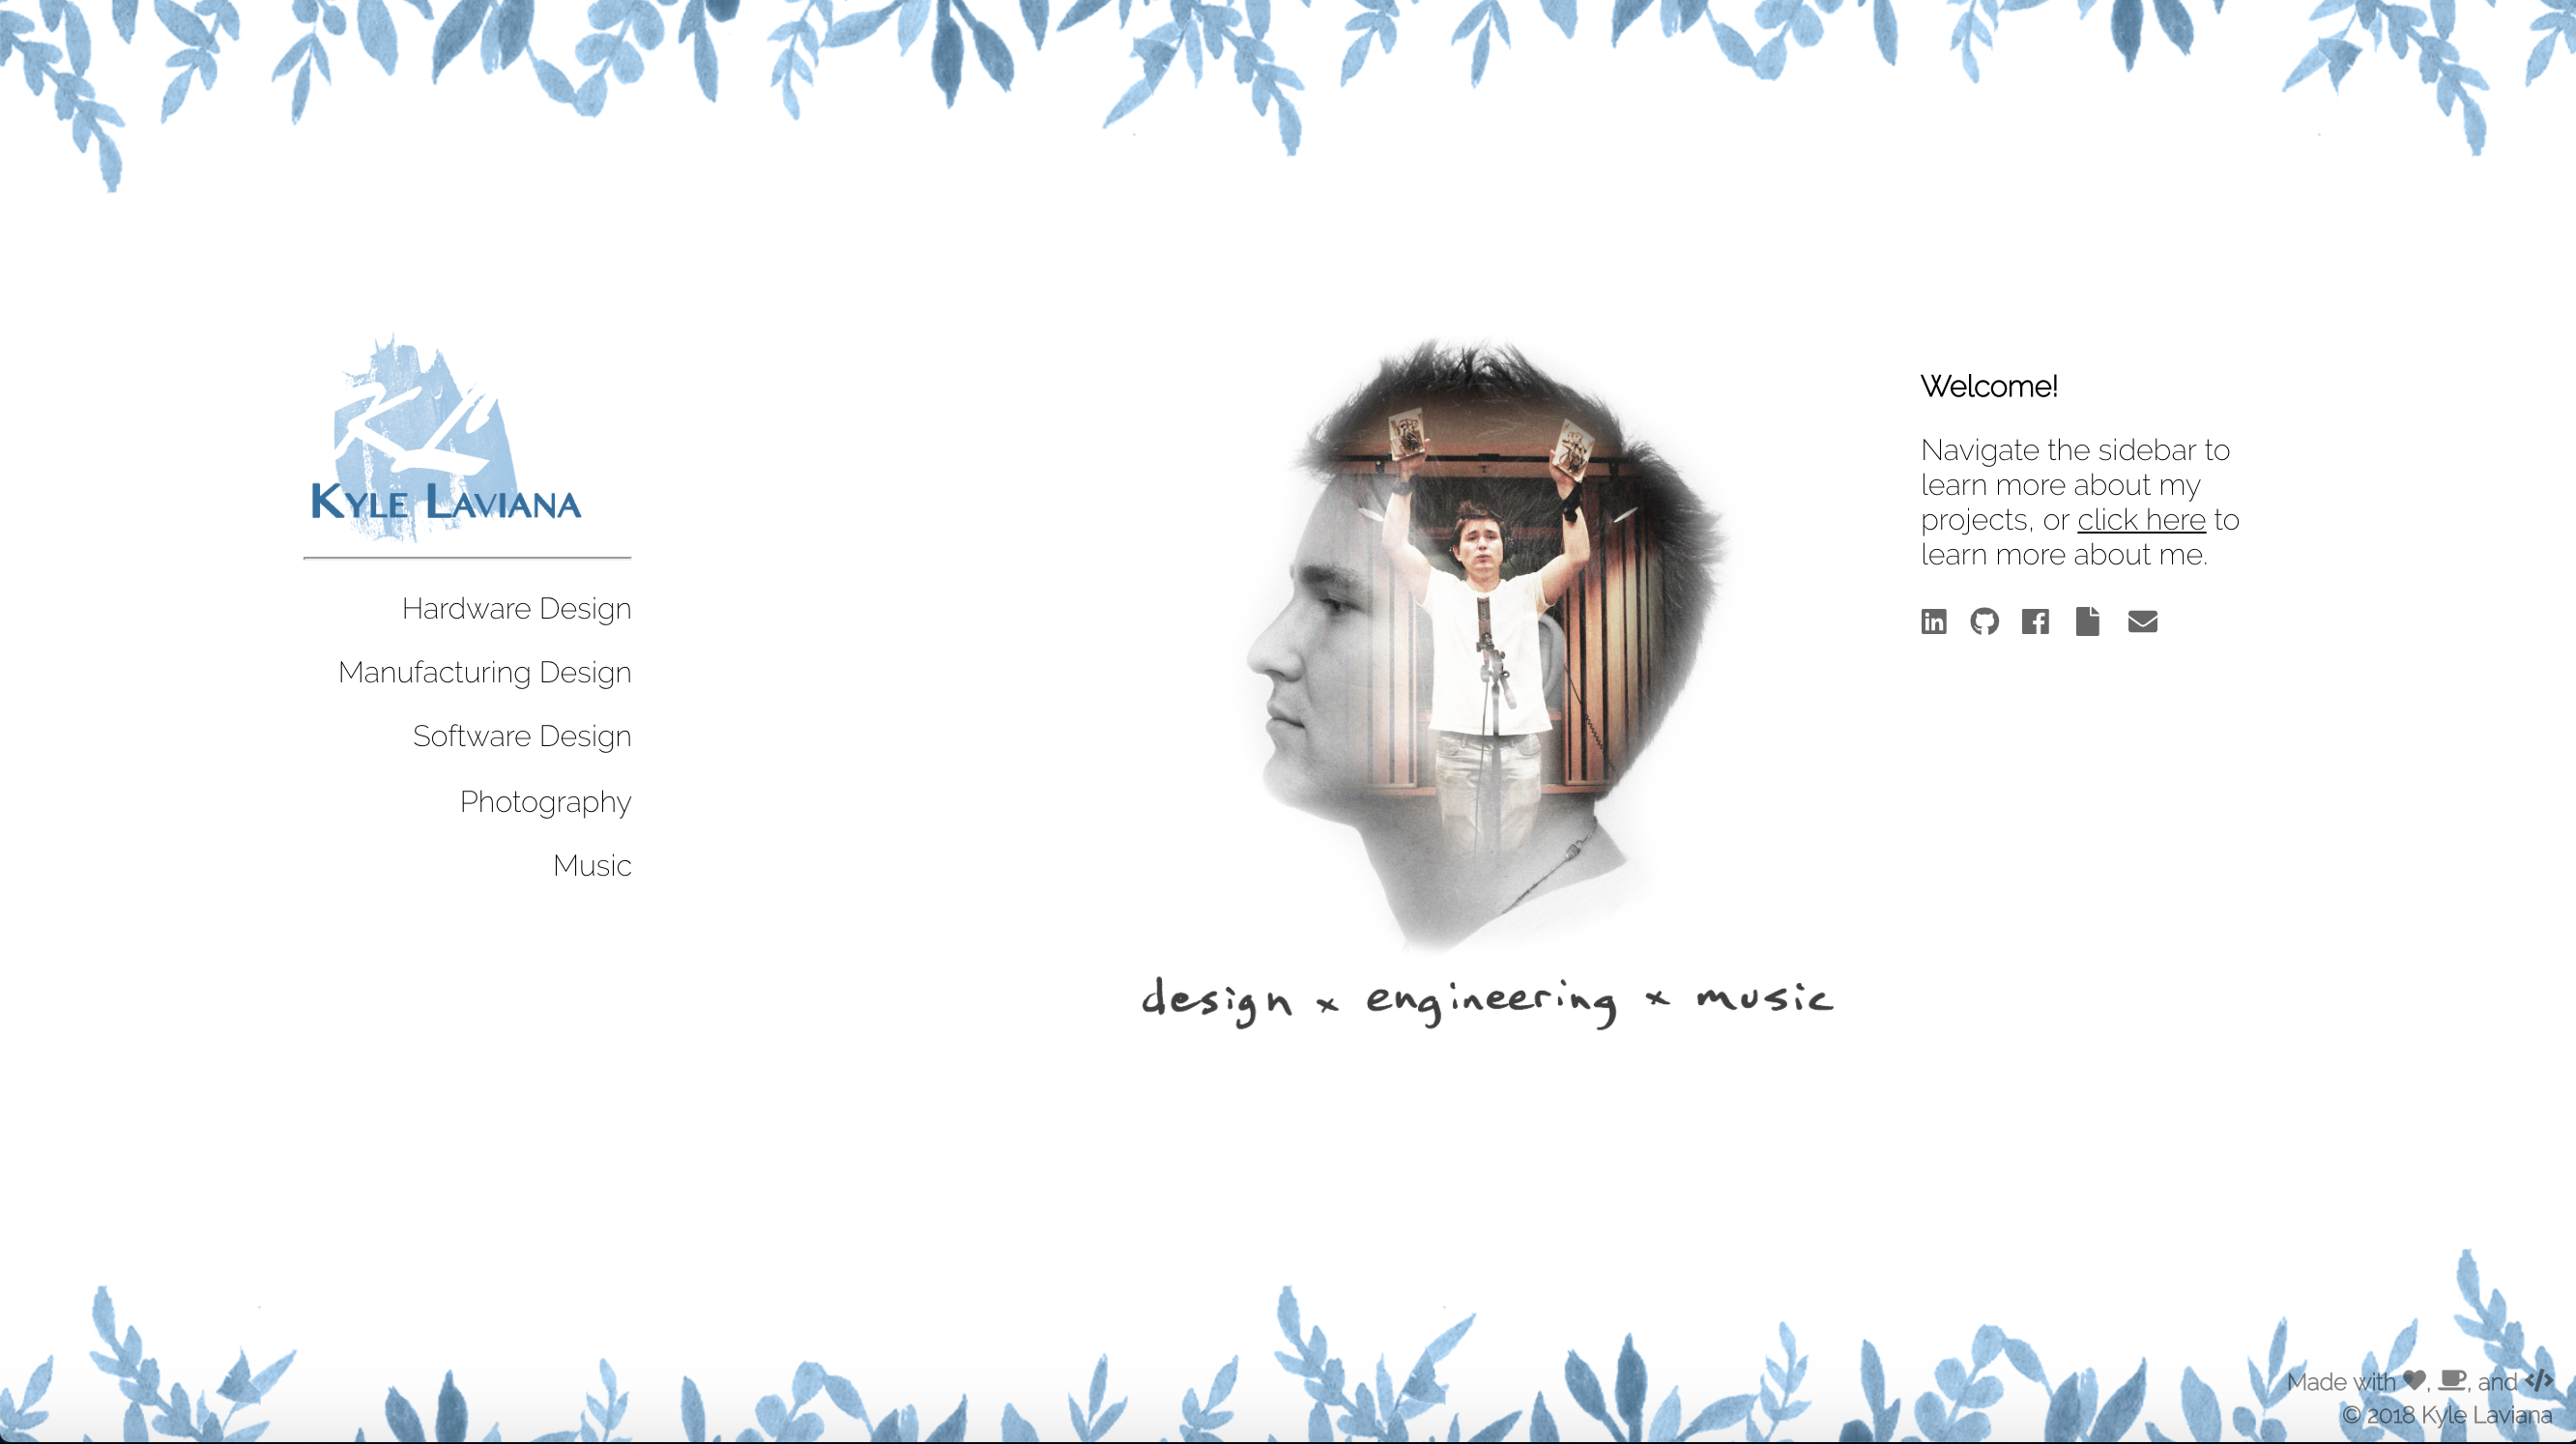 KL
KYLE LAVIANA
Hardware Design
Manufacturing Design
Software Design
Photography
Music
design x engineering x music
Welcome!
Navigate the sidebar to
learn more about my
projects, or click here to
learn more about me.
Made with , , and </>
© 2018 Kyle Laviana